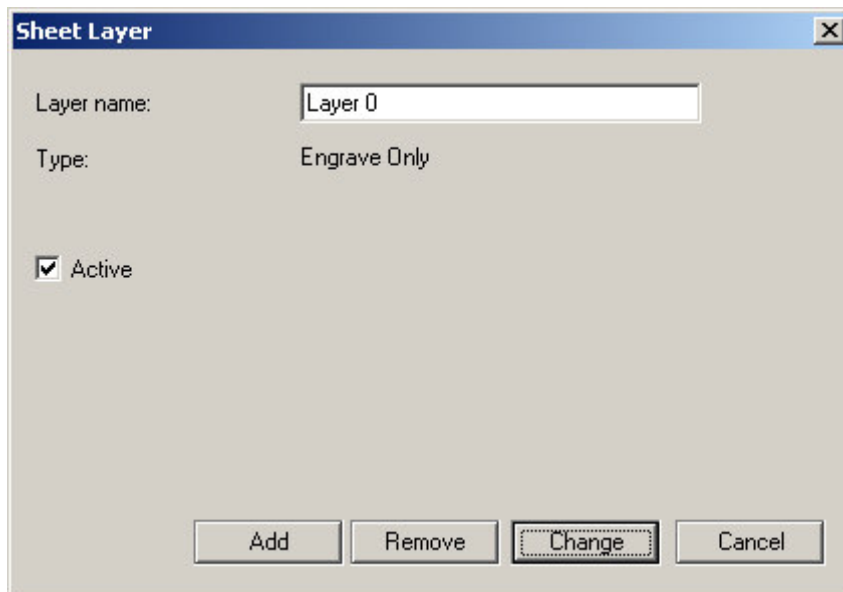 Sheet Layer
Layer name: Layer 0
Type: Engrave Only
Active
Add Remove Change Cancel